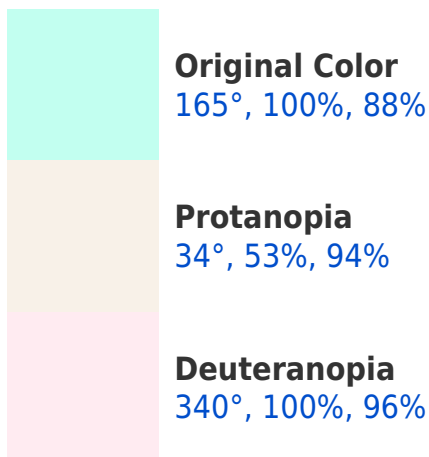 Original Color
165°, 100%, 88%
Protanopia
34°, 53%, 94%
Deuteranopia
340°, 100%, 96%